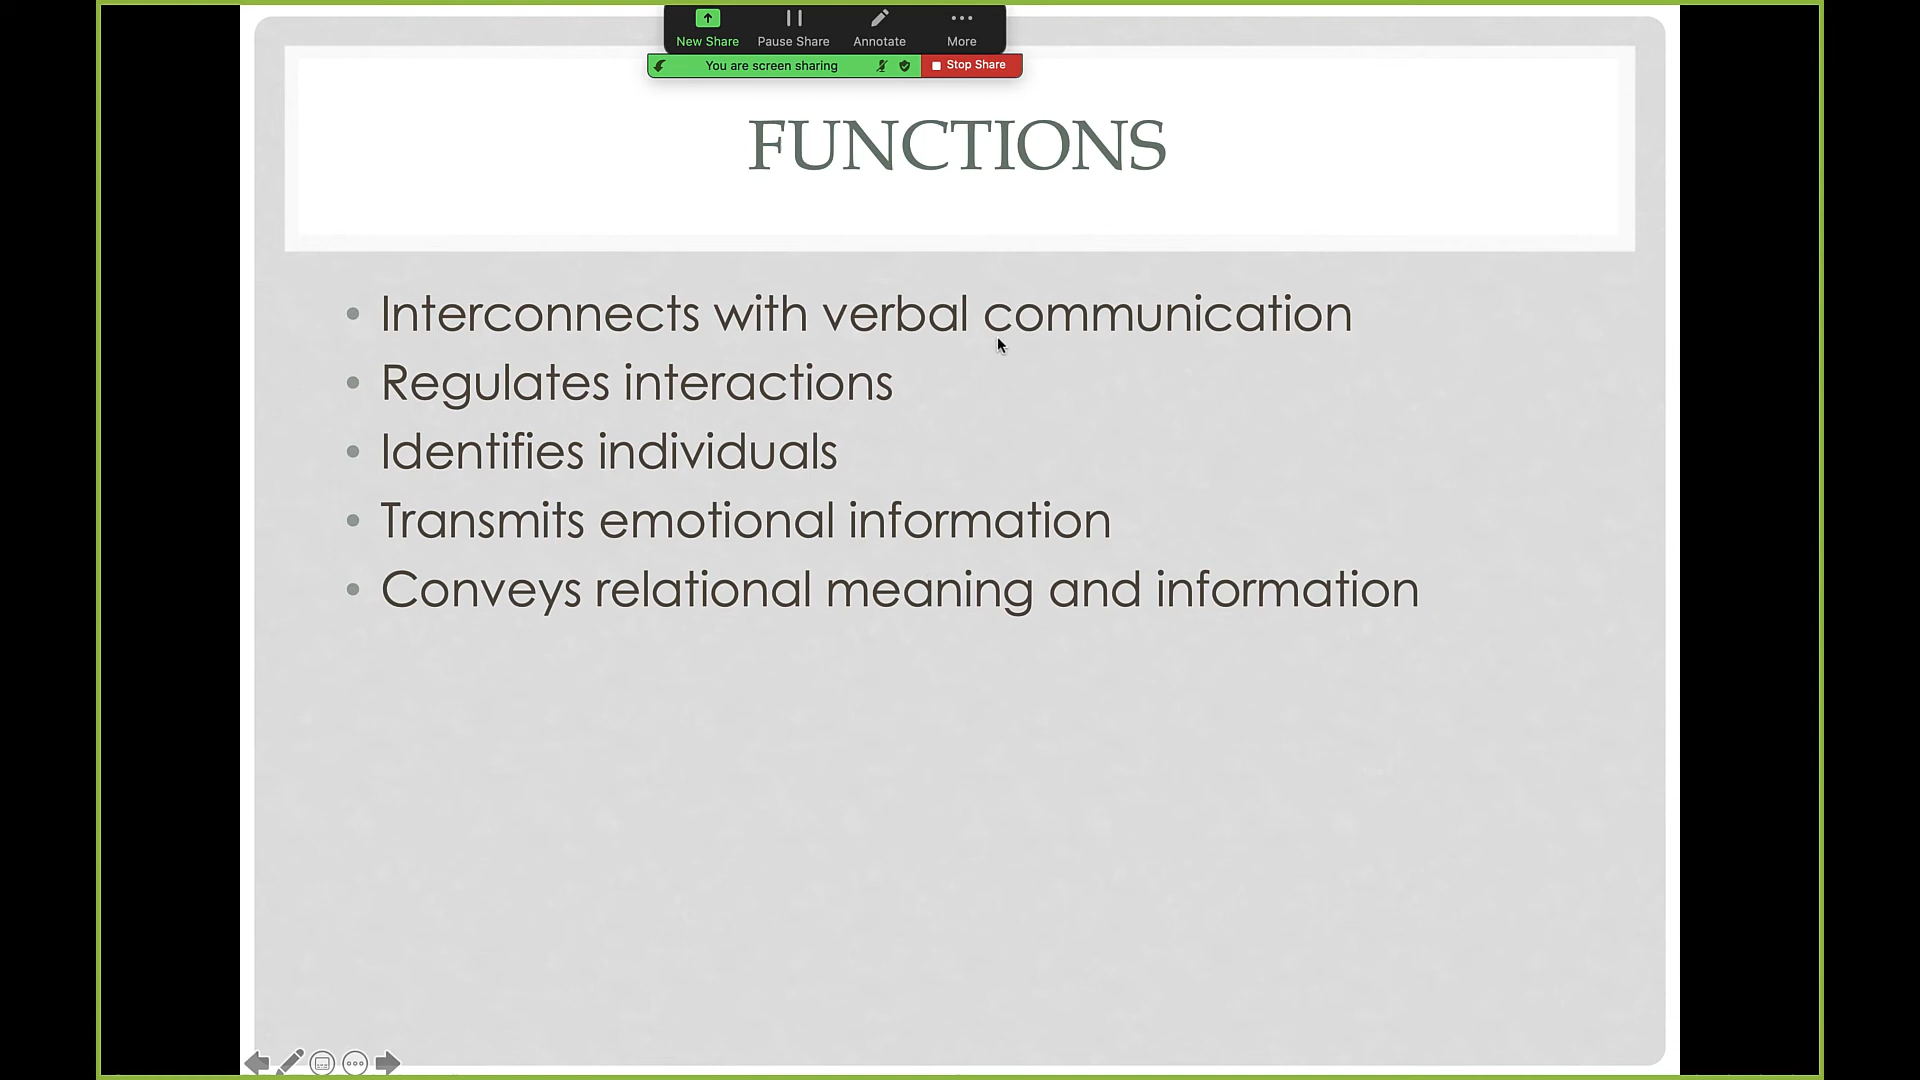 New Share Pause Share Annotate More
You are screen sharing Stop Share
FUNCTIONS
• Interconnects with verbal communication
• Regulates interactions
• Identifies individuals
• Transmits emotional information
• Conveys relational meaning and information